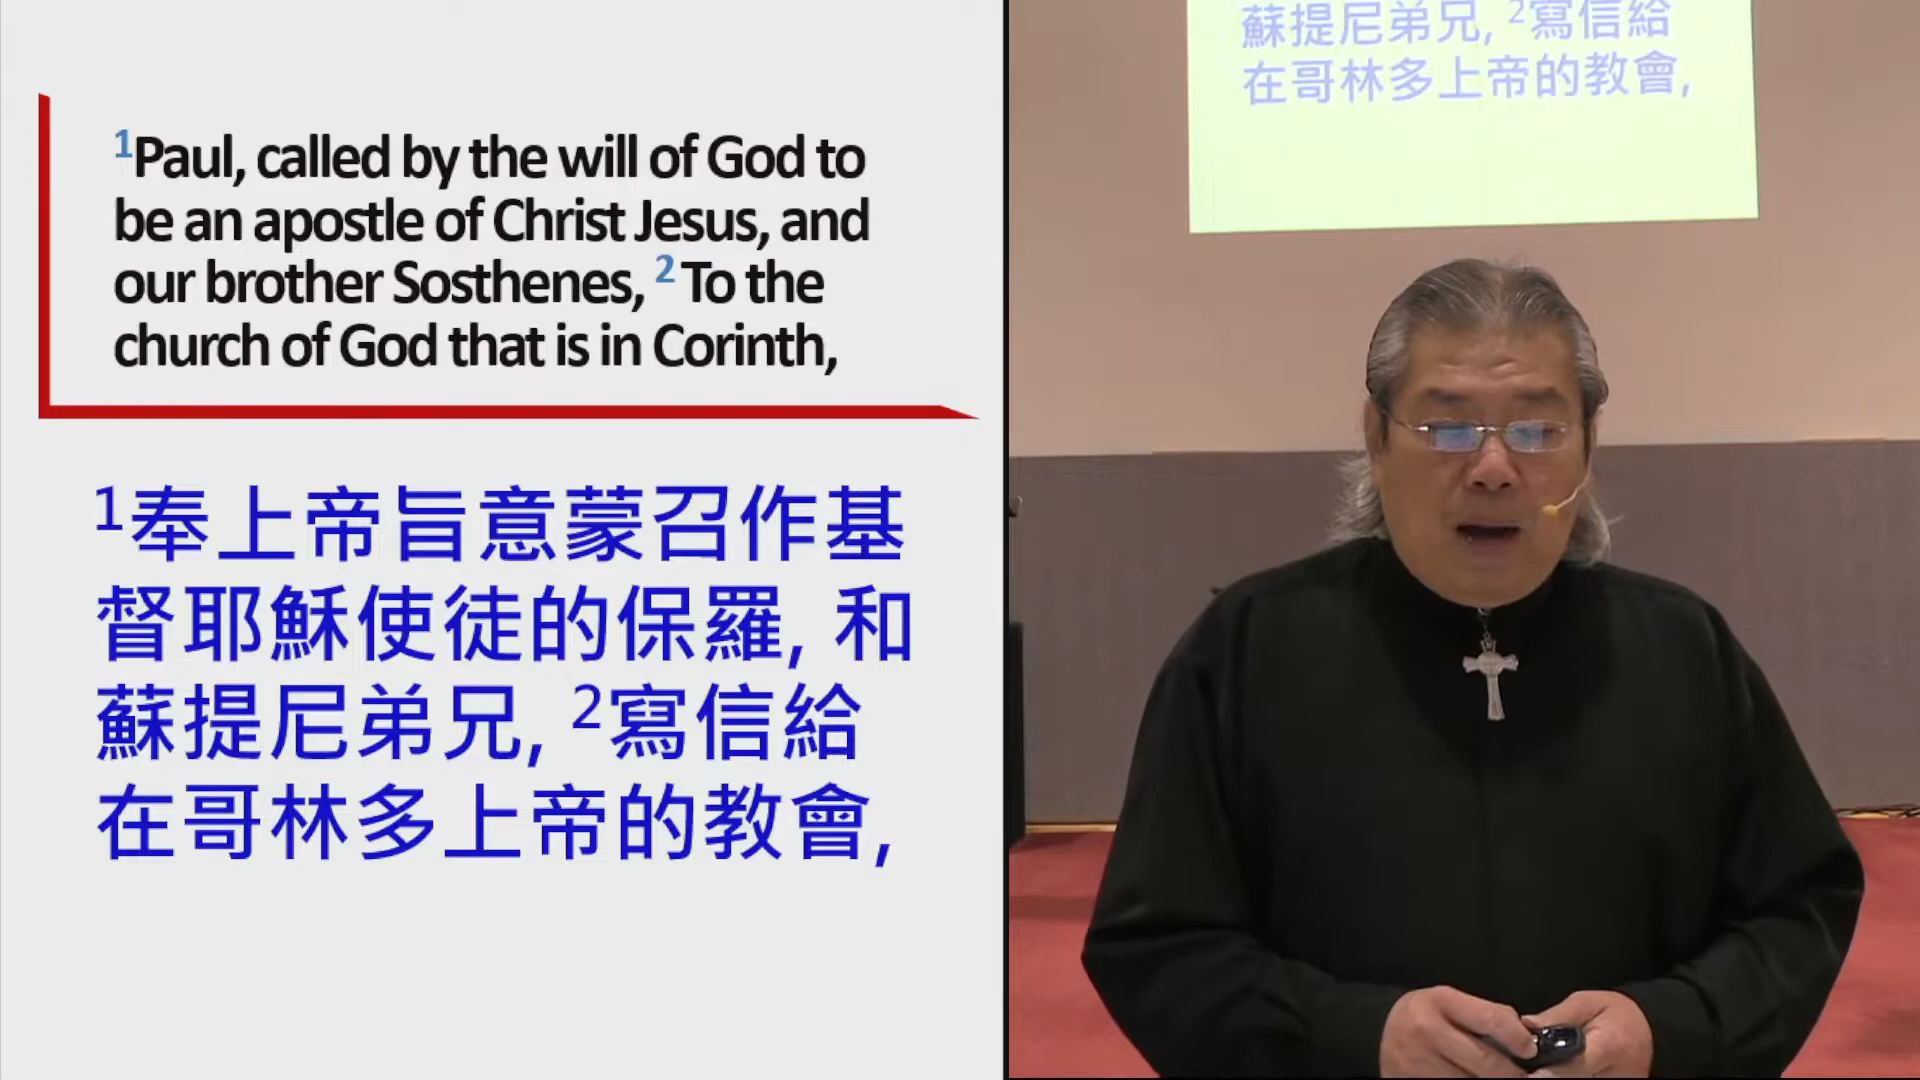 ¹Paul, called by the will of God to
be an apostle of Christ Jesus, and
our brother Sosthenes, ² To the
church of God that is in Corinth,
¹奉上帝旨意蒙召作基
督耶穌使徒的保羅, 和
蘇提尼弟兄, ²寫信給
在哥林多上帝的教會,
蘇提尼弟兄, ²寫信給
在哥林多上帝的教會,